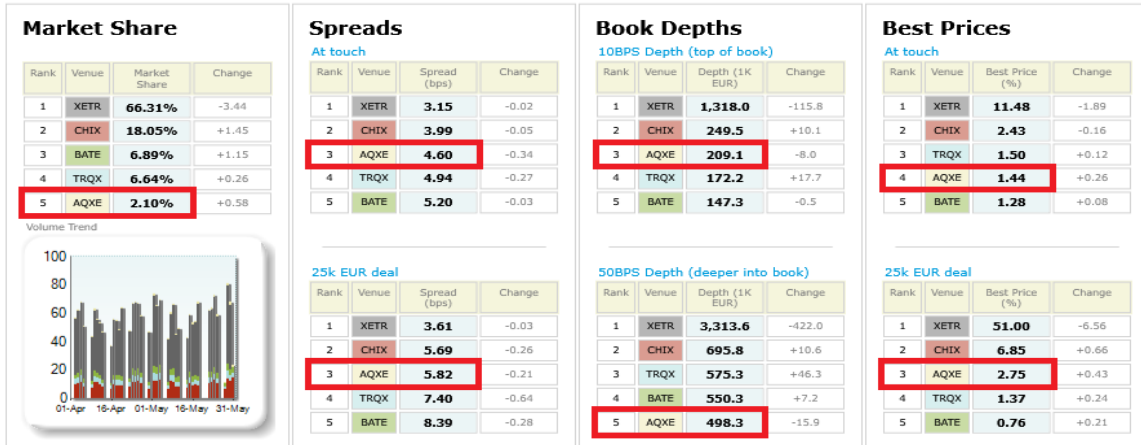 Market Share
Rank Venue Market Share Change
1 XETR 66.31% -3.44
2 CHIX 18.05% +1.45
3 BATE 6.89% +1.15
4 TRQX 6.64% +0.26
5 AQXE 2.10% +0.58
Volume Trend
100
80
60
40
20
0
01-Apr 16-Apr 01-May 16-May 31-May
Spreads
At touch
Rank Venue Spread (bps) Change
1 XETR 3.15 -0.02
2 CHIX 3.99 -0.05
3 AQXE 4.60 -0.34
4 TRQX 4.94 -0.27
5 BATE 5.20 -0.03
25k EUR deal
Rank Venue Spread (bps) Change
1 XETR 3.61 -0.03
2 CHIX 5.69 -0.26
3 AQXE 5.82 -0.21
4 TRQX 7.40 -0.64
5 BATE 8.39 -0.28
Book Depths
10BPS Depth (top of book)
Rank Venue Depth (1K EUR) Change
1 XETR 1,318.0 -115.8
2 CHIX 249.5 +10.1
3 AQXE 209.1 -8.0
4 TRQX 172.2 +17.7
5 BATE 147.3 -0.5
50BPS Depth (deeper into book)
Rank Venue Depth (1K EUR) Change
1 XETR 3,313.6 -422.0
2 CHIX 695.8 +10.6
3 TRQX 575.3 +46.3
4 BATE 550.3 +7.2
5 AQXE 498.3 -15.9
Best Prices
At touch
Rank Venue Best Price (%) Change
1 XETR 11.48 -1.89
2 CHIX 2.43 -0.16
3 TRQX 1.50 +0.12
4 AQXE 1.44 +0.26
5 BATE 1.28 +0.08
25k EUR deal
Rank Venue Best Price (%) Change
1 XETR 51.00 -6.56
2 CHIX 6.85 +0.66
3 AQXE 2.75 +0.43
4 TRQX 1.37 +0.24
5 BATE 0.76 +0.21